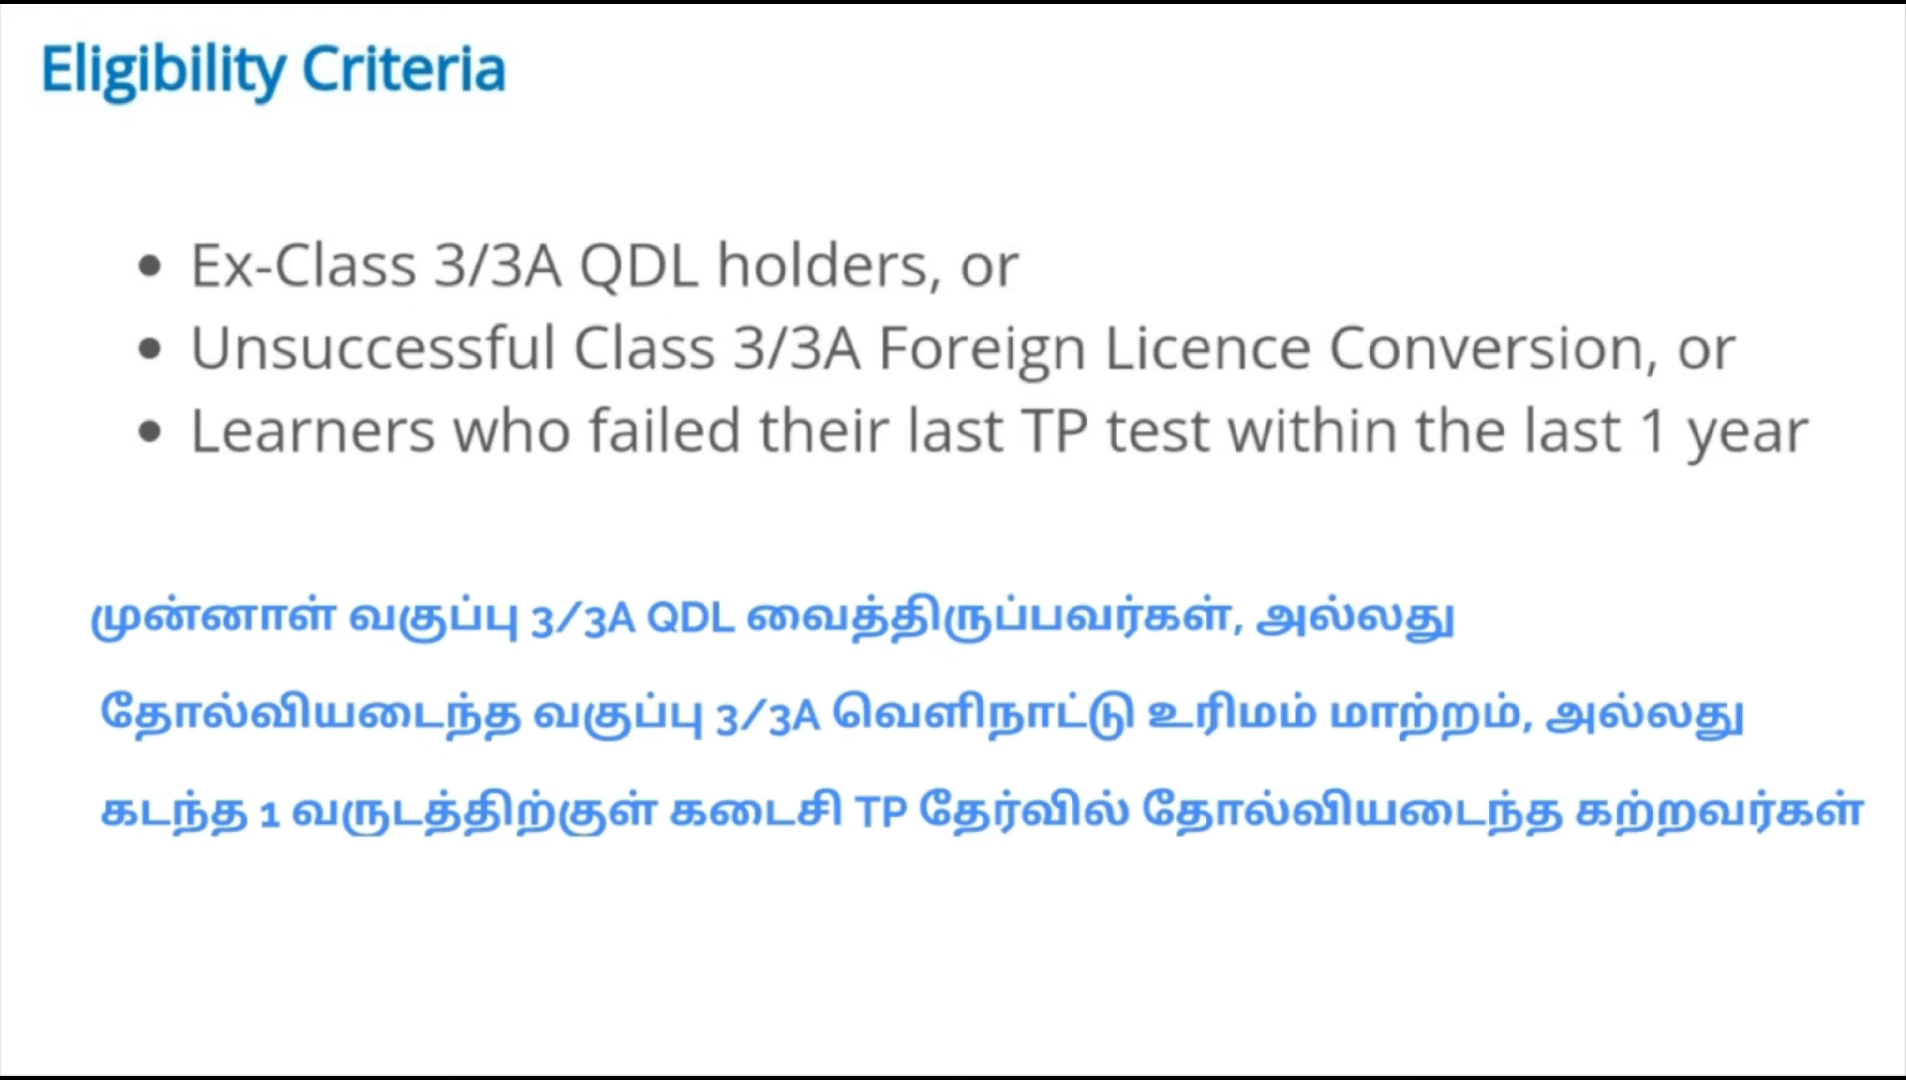 Eligibility Criteria
• Ex-Class 3/3A QDL holders, or
• Unsuccessful Class 3/3A Foreign Licence Conversion, or
• Learners who failed their last TP test within the last 1 year
முன்னாள் வகுப்பு 3/3A QDL வைத்திருப்பவர்கள், அல்லது
தோல்வியடைந்த வகுப்பு 3/3A வெளிநாட்டு உரிமம் மாற்றம், அல்லது
கடந்த 1 வருடத்திற்குள் கடைசி TP தேர்வில் தோல்வியடைந்த கற்றவர்கள்